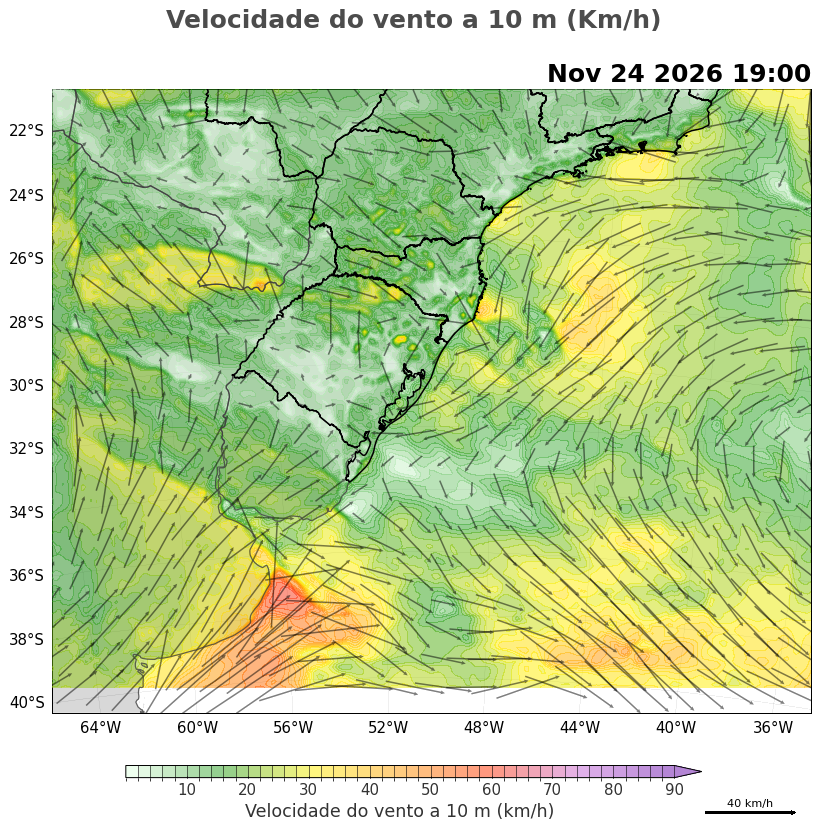 Velocidade do vento a 10 m (Km/h)
Nov 24 2026 19:00
22°S
24°S
26°S
28°S
30°S
32°S
34°S
36°S
38°S
40°S
64°W 60°W 56°W 52°W 48°W 44°W 40°W 36°W
10 20 30 40 50 60 70 80 90
Velocidade do vento a 10 m (km/h)
40 km/h